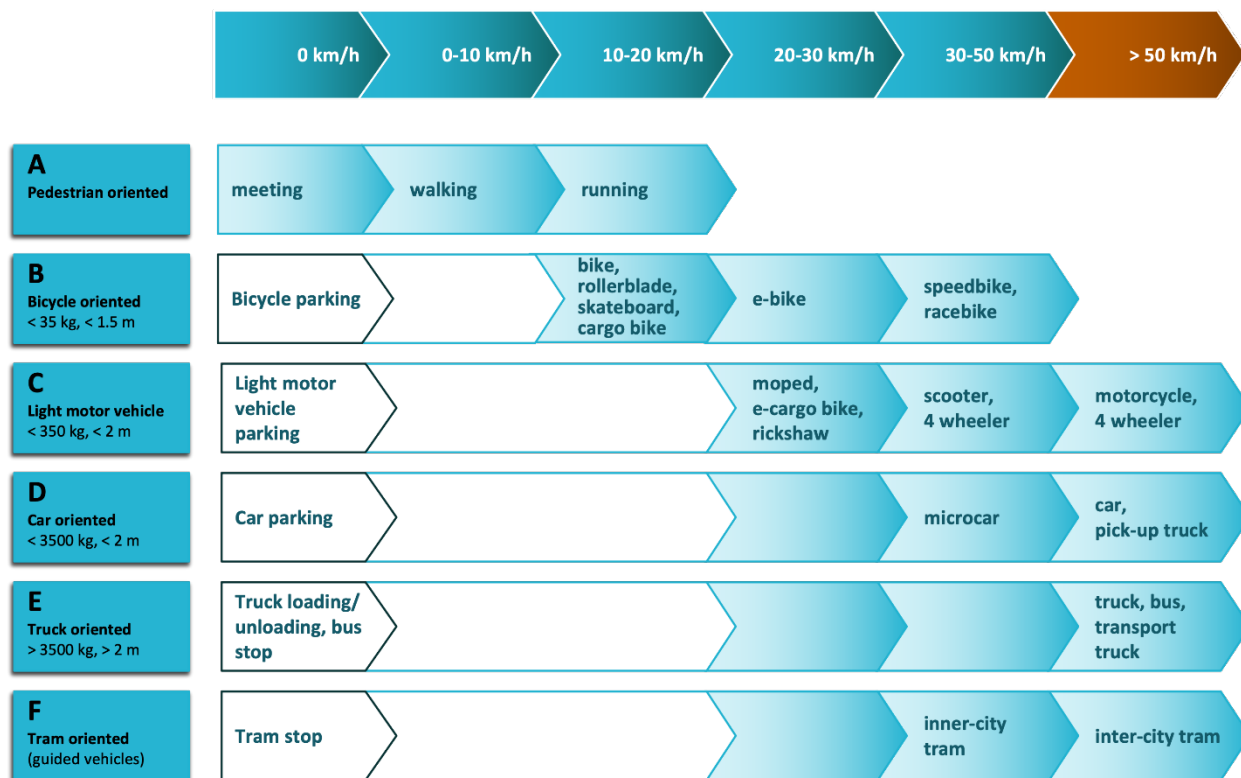 0 km/h
0-10 km/h
10-20 km/h
20-30 km/h
30-50 km/h
> 50 km/h
A
Pedestrian oriented
meeting
walking
running
B
Bicycle oriented
< 35 kg, < 1.5 m
Bicycle parking
bike,
rollerblade,
skateboard,
cargo bike
e-bike
speedbike,
racebike
C
Light motor vehicle
< 350 kg, < 2 m
Light motor
vehicle
parking
moped,
e-cargo bike,
rickshaw
scooter,
4 wheeler
motorcycle,
4 wheeler
D
Car oriented
< 3500 kg, < 2 m
Car parking
microcar
car,
pick-up truck
E
Truck oriented
> 3500 kg, > 2 m
Truck loading/
unloading, bus
stop
truck, bus,
transport
truck
F
Tram oriented
(guided vehicles)
Tram stop
inner-city
tram
inter-city tram